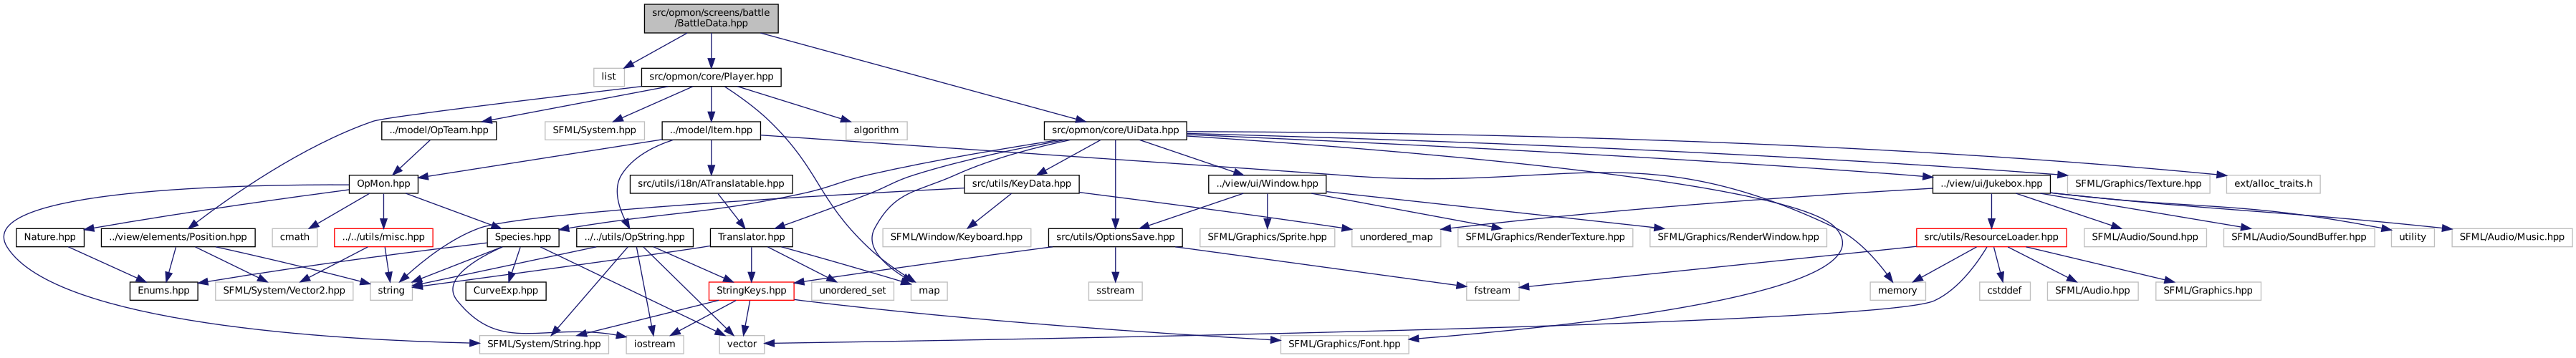 src/opmon/screens/battle
/BattleData.hpp
list
src/opmon/core/Player.hpp
../model/OpTeam.hpp
SFML/System.hpp
../model/Item.hpp
algorithm
src/opmon/core/UiData.hpp
OpMon.hpp
src/utils/i18n/ATranslatable.hpp
src/utils/KeyData.hpp
../view/ui/Window.hpp
../view/ui/Jukebox.hpp
SFML/Graphics/Texture.hpp
ext/alloc_traits.h
Nature.hpp
../view/elements/Position.hpp
cmath
../../utils/misc.hpp
Species.hpp
../../utils/OpString.hpp
Translator.hpp
SFML/Window/Keyboard.hpp
src/utils/OptionsSave.hpp
SFML/Graphics/Sprite.hpp
unordered_map
SFML/Graphics/RenderTexture.hpp
SFML/Graphics/RenderWindow.hpp
src/utils/ResourceLoader.hpp
SFML/Audio/Sound.hpp
SFML/Audio/SoundBuffer.hpp
utility
SFML/Audio/Music.hpp
Enums.hpp
SFML/System/Vector2.hpp
string
CurveExp.hpp
StringKeys.hpp
unordered_set
map
sstream
fstream
memory
cstddef
SFML/Audio.hpp
SFML/Graphics.hpp
SFML/System/String.hpp
iostream
vector
SFML/Graphics/Font.hpp